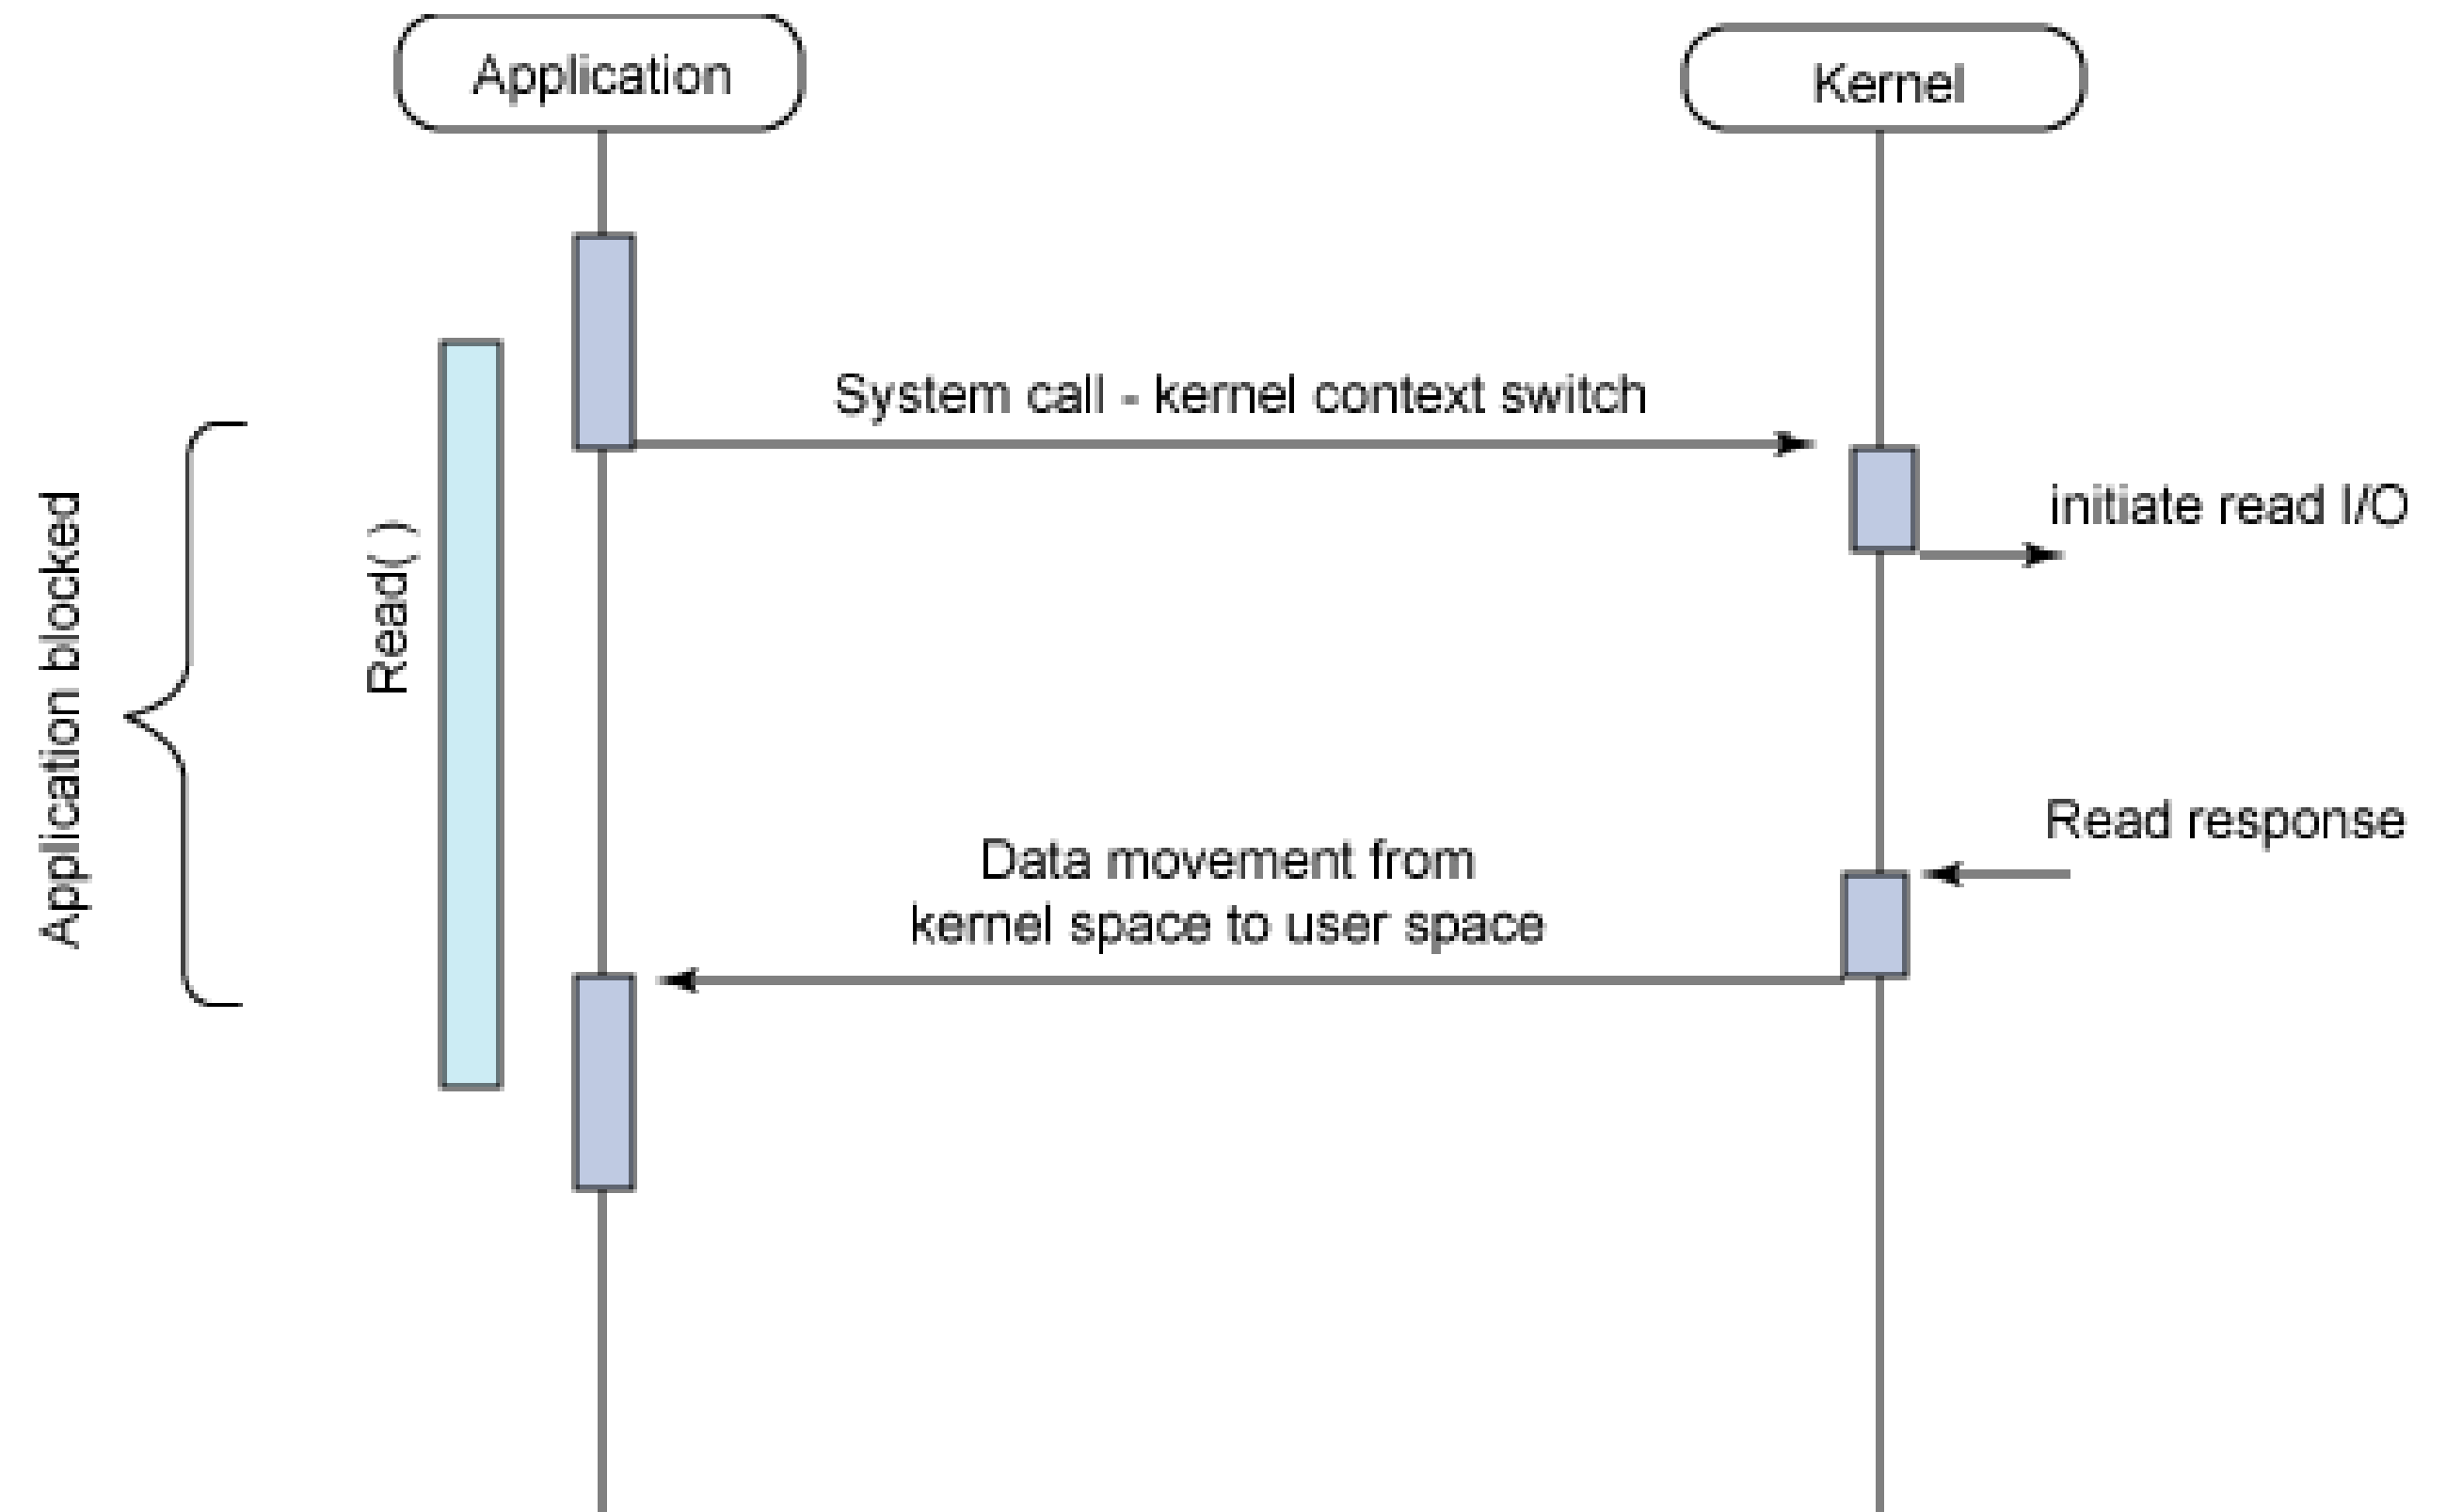 Application
Kernel
System call - kernel context switch
initiate read I/O
Application blocked
Read( )
Read response
Data movement from
kernel space to user space